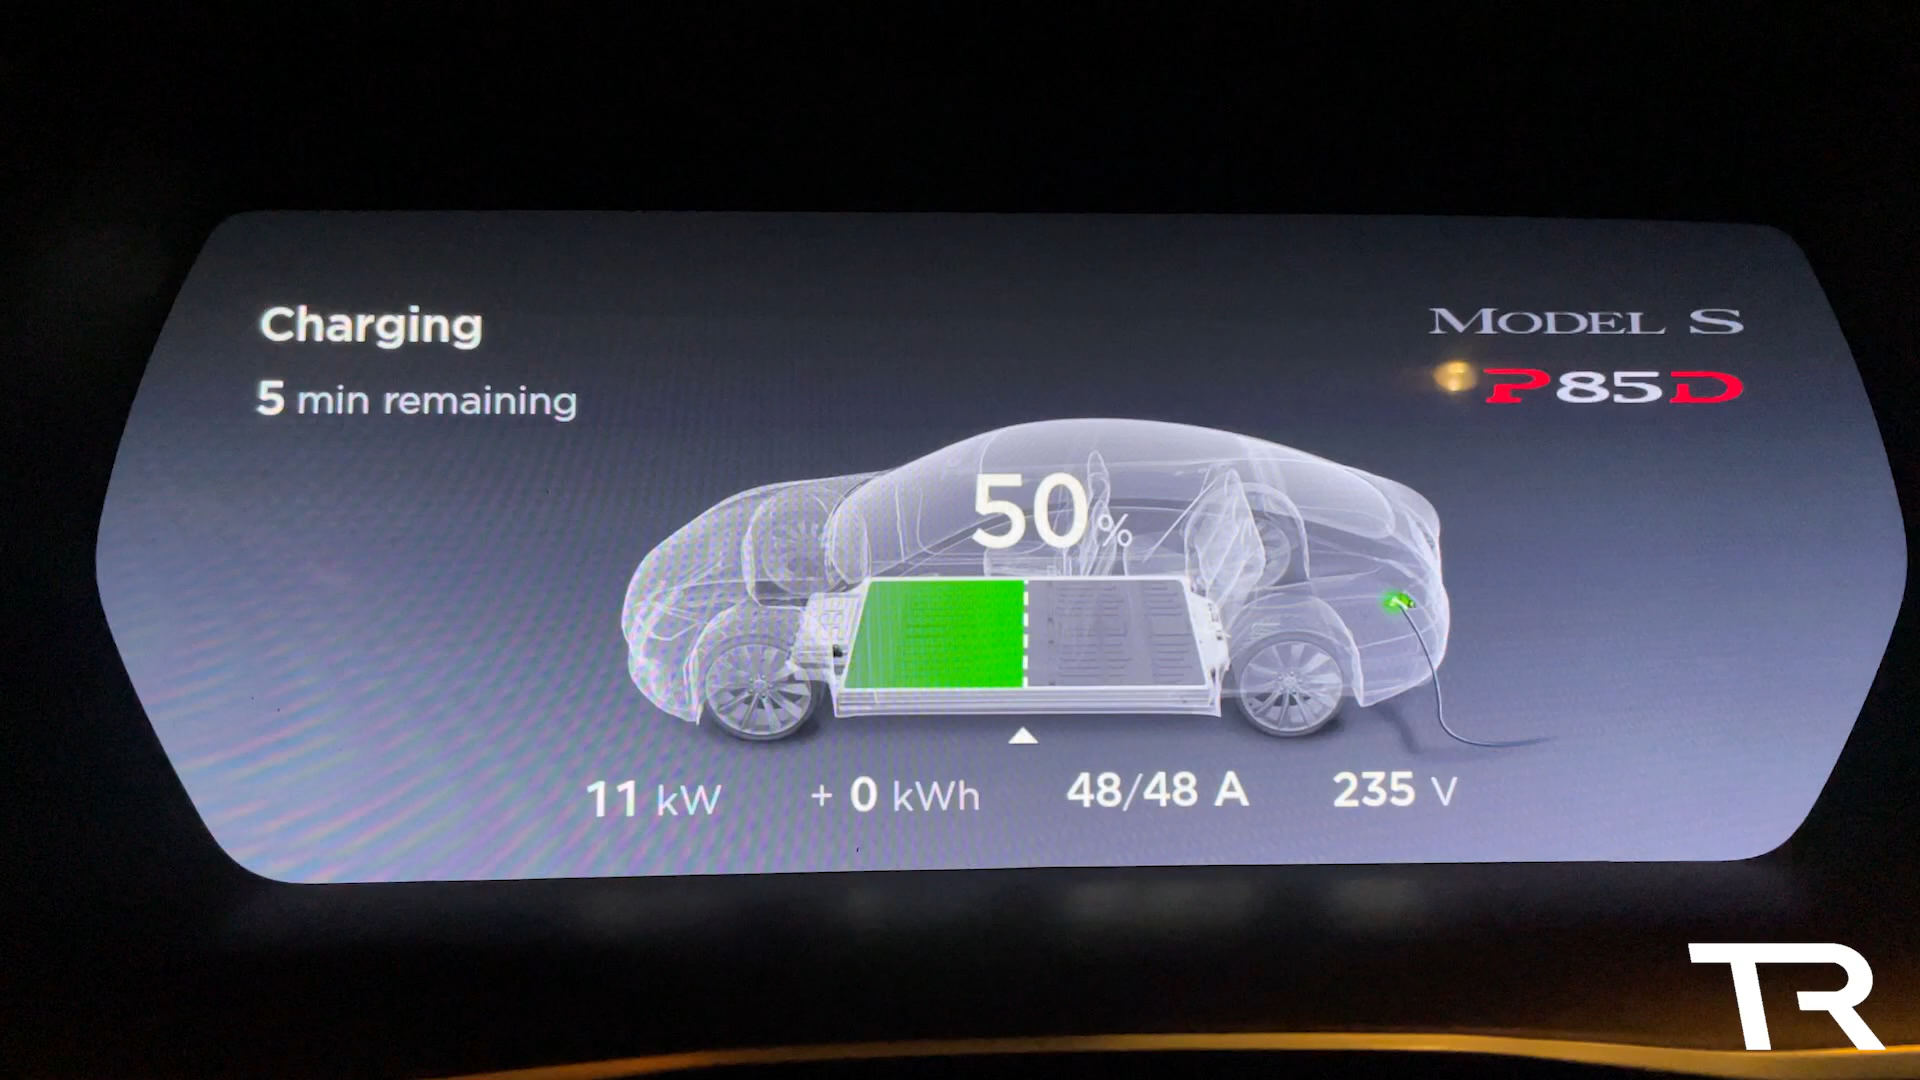 Charging
5 min remaining
MODEL S
P85D
50%
11 kW + 0 kWh 48/48 A 235 V
TR